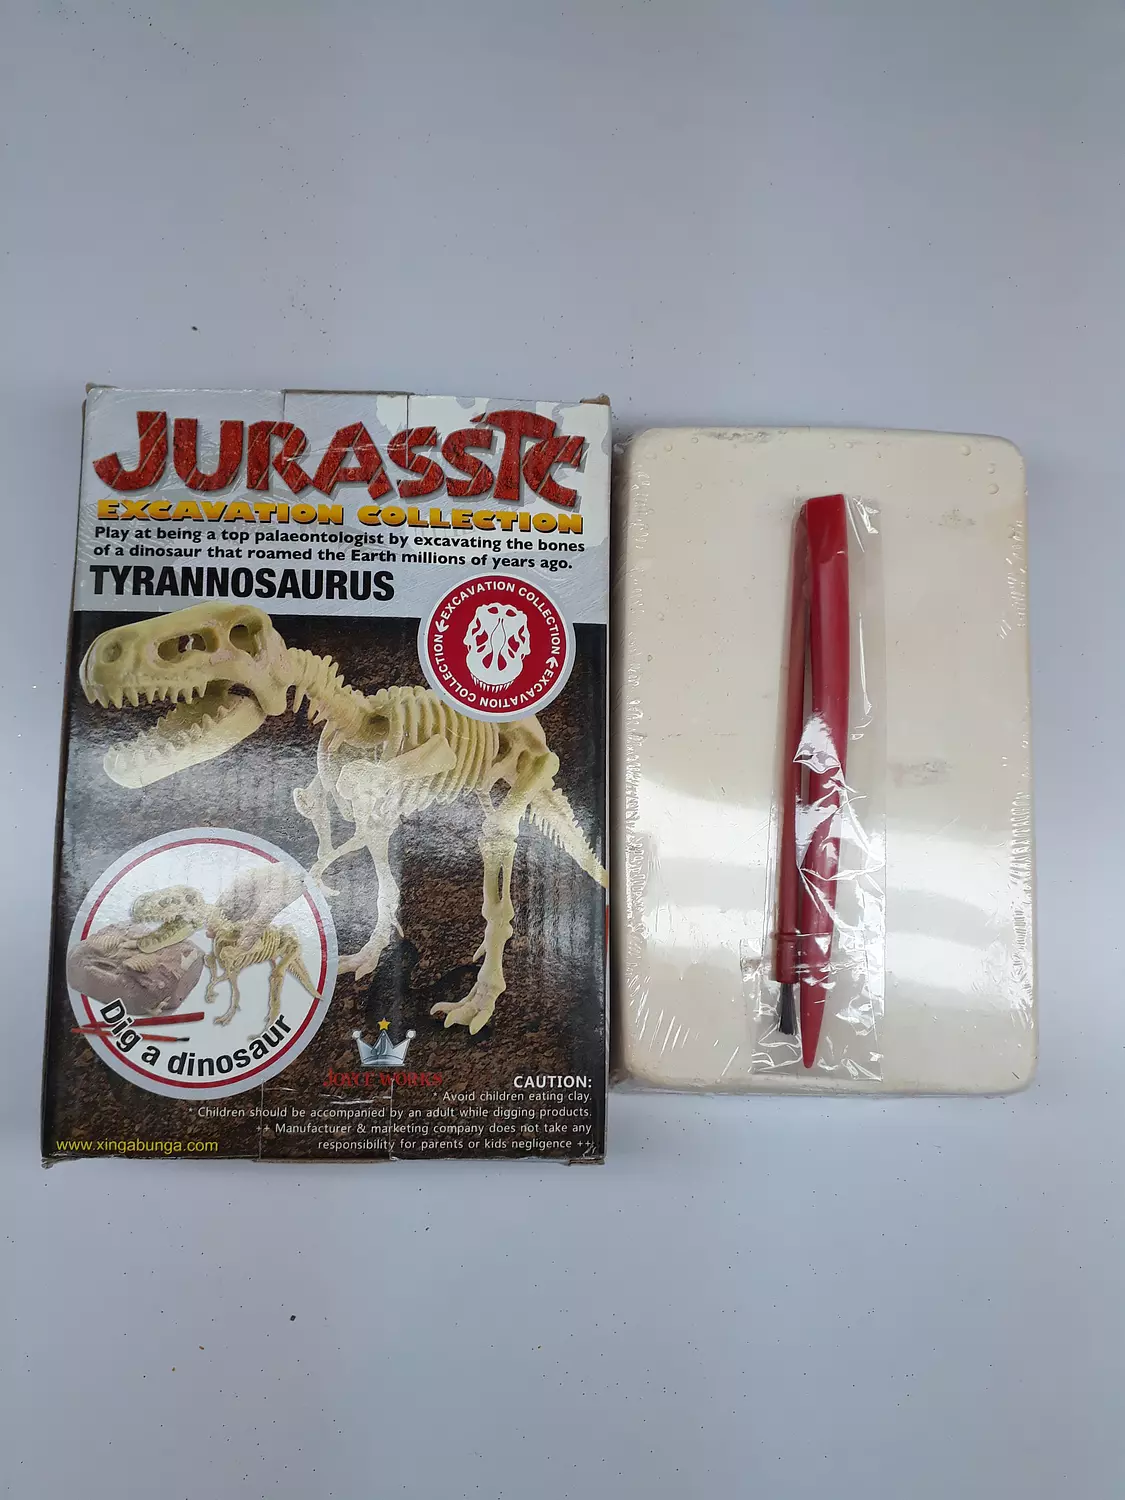 JURASSIC
EXCAVATION COLLECTION
Play at being a top palaeontologist by excavating the bones
of a dinosaur that roamed the Earth millions of years ago.
TYRANNOSAURUS
EXCAVATION COLLECTION
EXCAVATION COLLECTION
Dig a dinosaur
JOYCE WORKS
CAUTION:
* Avoid children eating clay.
* Children should be accompanied by an adult while digging products.
++ Manufacturer & marketing company does not take any
responsibility for parents or kids negligence ++
www.xingabunga.com